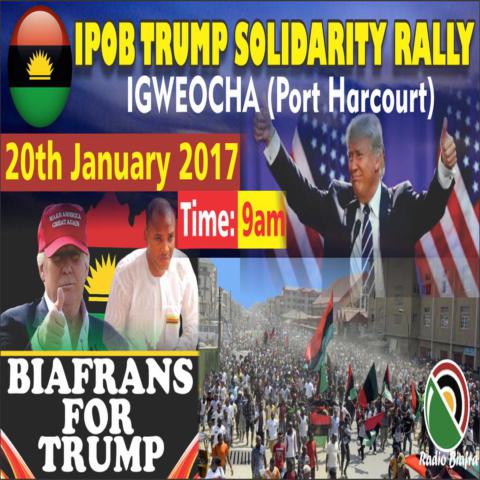 IPOB TRUMP SOLIDARITY RALLY
IGWEOCHA (Port Harcourt)
20th January 2017
Time: 9am
MAKE AMERICA
GREAT AGAIN
BIAFRANS
FOR
TRUMP
Radio Biafra